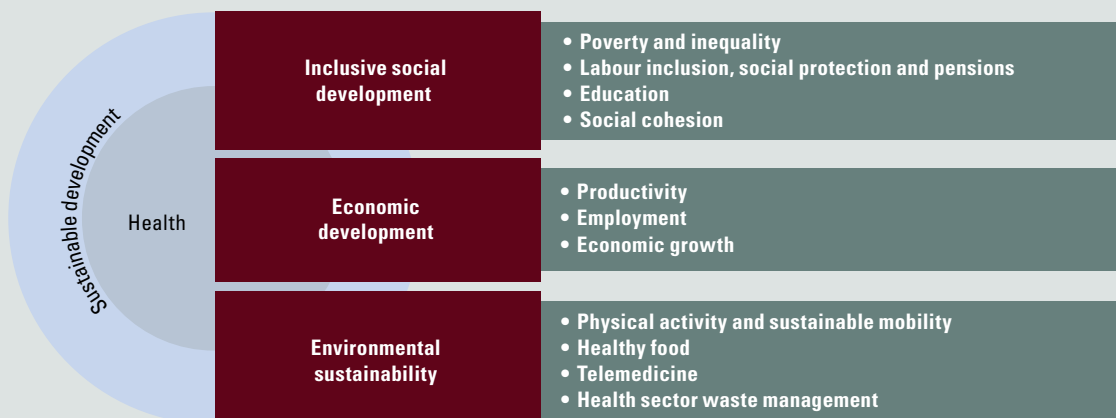 Sustainable development
Health
Inclusive social
development
• Poverty and inequality
• Labour inclusion, social protection and pensions
• Education
• Social cohesion
Economic
development
• Productivity
• Employment
• Economic growth
Environmental
sustainability
• Physical activity and sustainable mobility
• Healthy food
• Telemedicine
• Health sector waste management